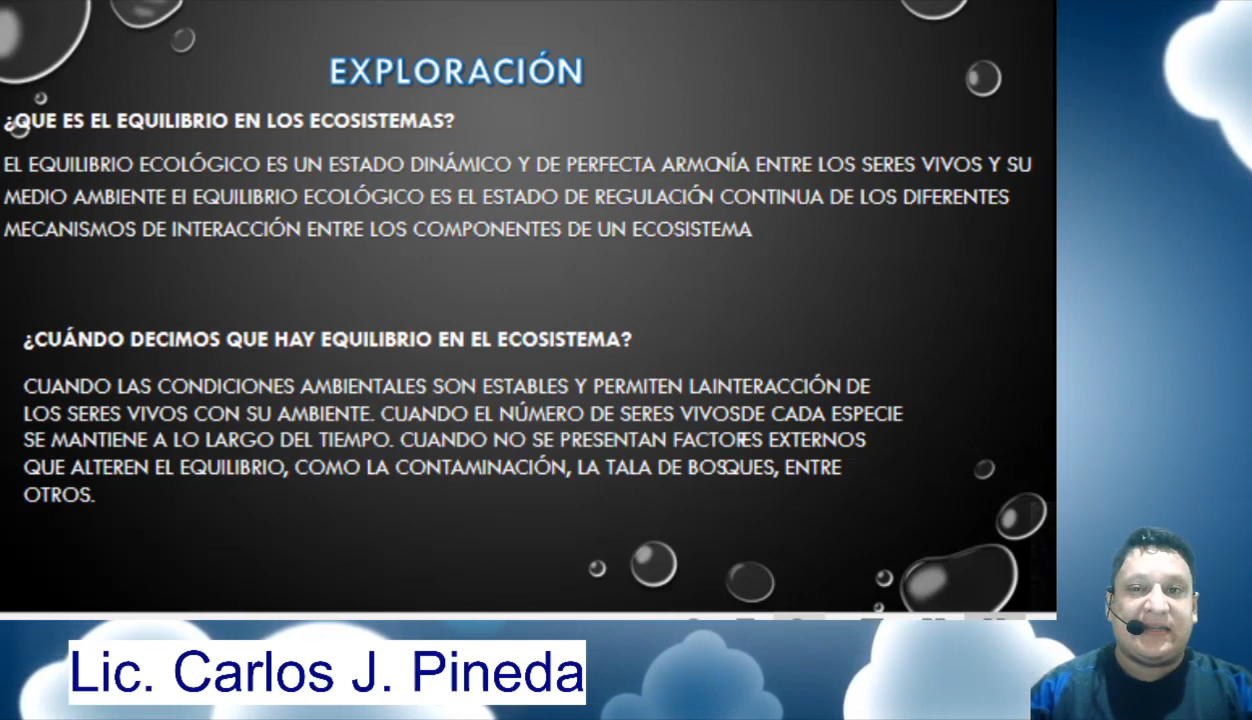 EXPLORACIÓN
¿QUE ES EL EQUILIBRIO EN LOS ECOSISTEMAS?
EL EQUILIBRIO ECOLÓGICO ES UN ESTADO DINÁMICO Y DE PERFECTA ARMONÍA ENTRE LOS SERES VIVOS Y SU
MEDIO AMBIENTE El EQUILIBRIO ECOLÓGICO ES EL ESTADO DE REGULACIÓN CONTINUA DE LOS DIFERENTES
MECANISMOS DE INTERACCIÓN ENTRE LOS COMPONENTES DE UN ECOSISTEMA
¿CUÁNDO DECIMOS QUE HAY EQUILIBRIO EN EL ECOSISTEMA?
CUANDO LAS CONDICIONES AMBIENTALES SON ESTABLES Y PERMITEN LAINTERACCIÓN DE
LOS SERES VIVOS CON SU AMBIENTE. CUANDO EL NÚMERO DE SERES VIVOSDE CADA ESPECIE
SE MANTIENE A LO LARGO DEL TIEMPO. CUANDO NO SE PRESENTAN FACTORES EXTERNOS
QUE ALTEREN EL EQUILIBRIO, COMO LA CONTAMINACIÓN, LA TALA DE BOSQUES, ENTRE
OTROS.
Lic. Carlos J. Pineda